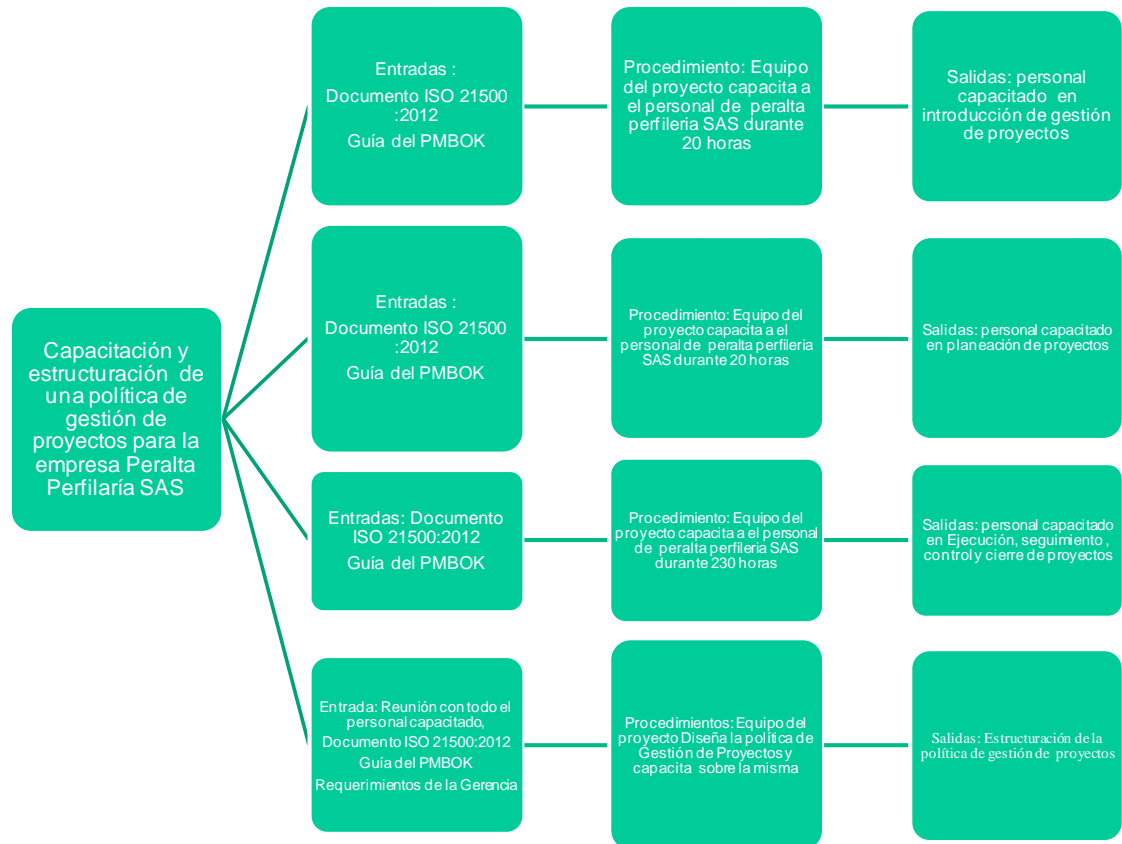 Capacitación y
estructuración de
una política de
gestión de
proyectos para la
empresa Peralta
Perfilaría SAS
Entradas :
Documento ISO 21500
:2012
Guía del PMBOK
Procedimiento: Equipo
del proyecto capacita a
el personal de peralta
perfileria SAS durante
20 horas
Salidas: personal
capacitado en
introducción de gestión
de proyectos
Entradas :
Documento ISO 21500
:2012
Guía del PMBOK
Procedimiento: Equipo del
proyecto capacita a el
personal de peralta perfileria
SAS durante 20 horas
Salidas: personal capacitado
en planeación de proyectos
Entradas: Documento
ISO 21500:2012
Guía del PMBOK
Procedimiento: Equipo del
proyecto capacita a el personal
de peralta perfileria SAS
durante 230 horas
Salidas: personal capacitado
en Ejecución, seguimiento ,
control y cierre de proyectos
Entrada: Reunión con todo el
personal capacitado,
Documento ISO 21500:2012
Guía del PMBOK
Requerimientos de la Gerencia
Procedimientos: Equipo del
proyecto Diseña la política de
Gestión de Proyectos y
capacita sobre la misma
Salidas: Estructuración de la
política de gestión de proyectos